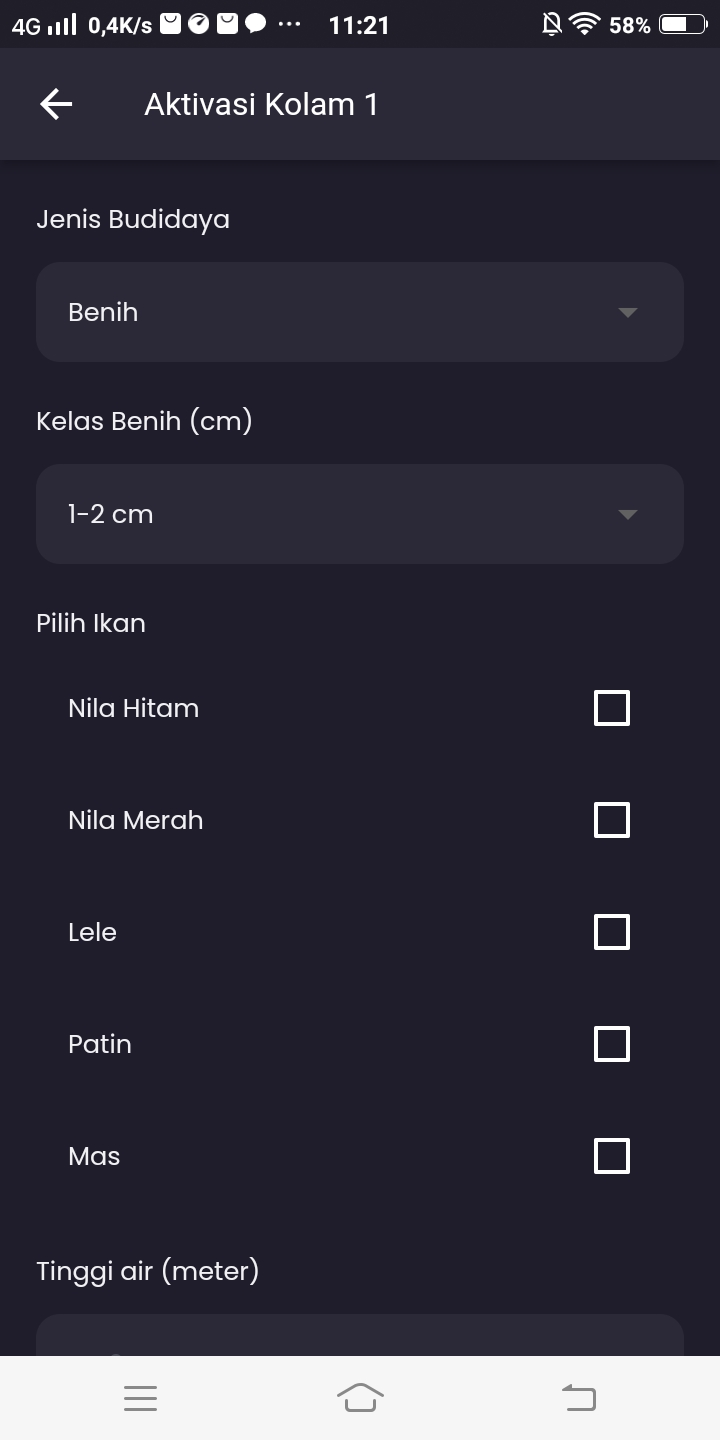 4G 0,4K/s 11:21 58%
Aktivasi Kolam 1
Jenis Budidaya
Benih
Kelas Benih (cm)
1-2 cm
Pilih Ikan
Nila Hitam
Nila Merah
Lele
Patin
Mas
Tinggi air (meter)